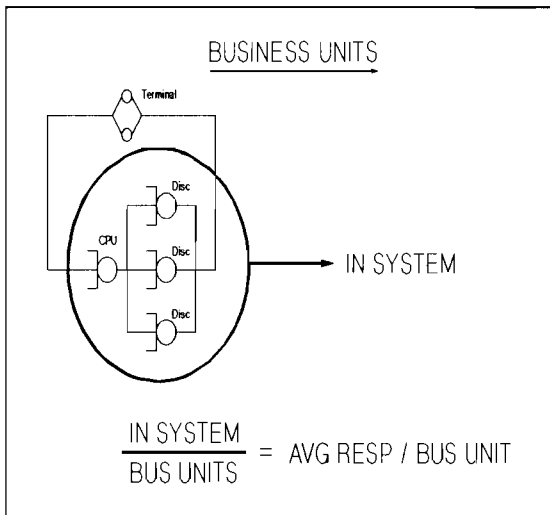 BUSINESS UNITS
Terminal
Disc
CPU
Disc
IN SYSTEM
Disc
IN SYSTEM
BUS UNITS
= AVG RESP / BUS UNIT